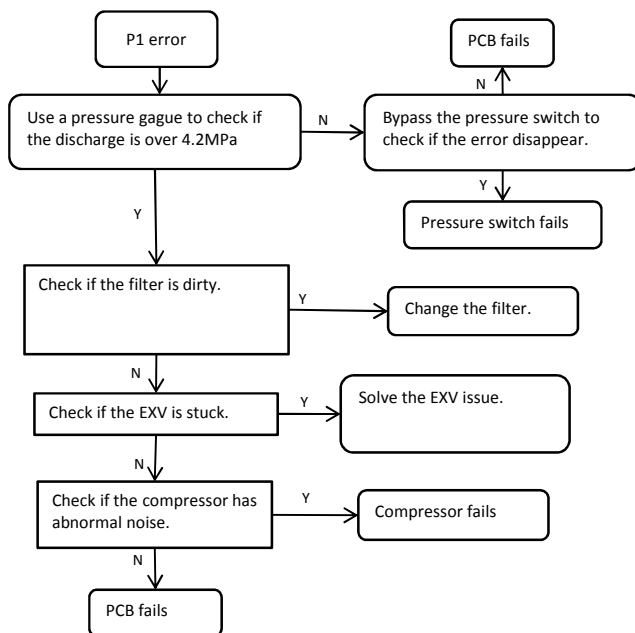 P1 error
PCB fails
N
Use a pressure gague to check if
the discharge is over 4.2MPa
N
Bypass the pressure switch to
check if the error disappear.
Y
Y
Pressure switch fails
Check if the filter is dirty.
Y
Change the filter.
N
Check if the EXV is stuck.
Y
Solve the EXV issue.
N
Check if the compressor has
abnormal noise.
Y
Compressor fails
N
PCB fails